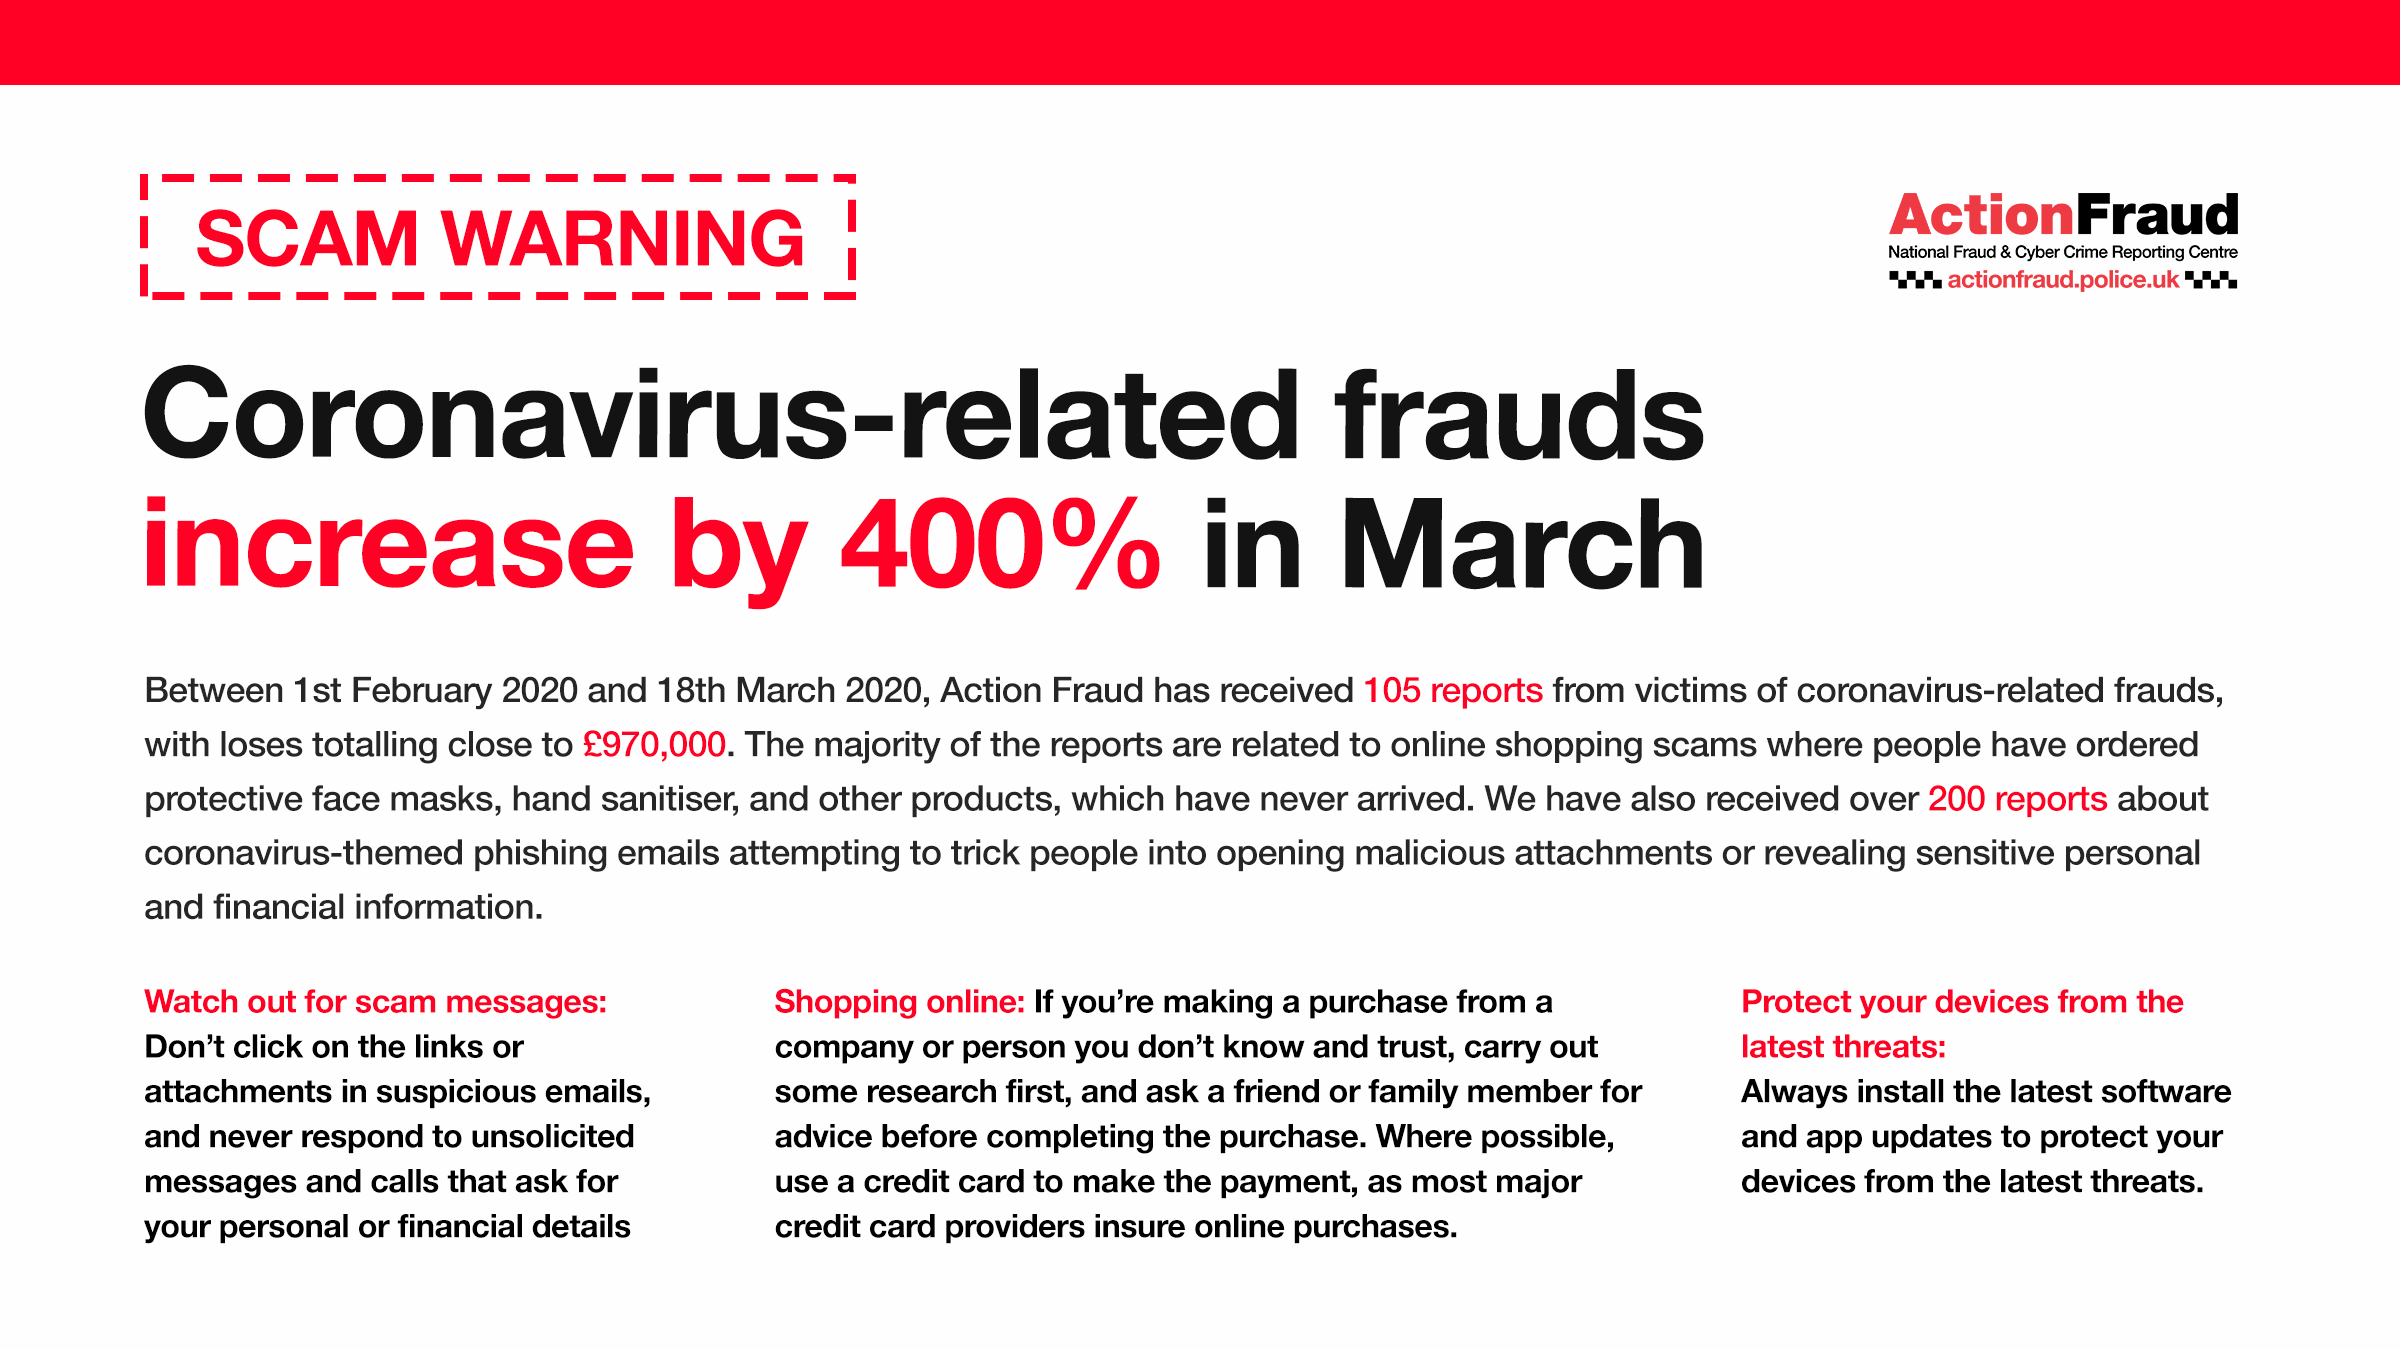 SCAM WARNING
ActionFraud
National Fraud & Cyber Crime Reporting Centre
actionfraud.police.uk
Coronavirus-related frauds
increase by 400% in March
Between 1st February 2020 and 18th March 2020, Action Fraud has received 105 reports from victims of coronavirus-related frauds,
with loses totalling close to £970,000. The majority of the reports are related to online shopping scams where people have ordered
protective face masks, hand sanitiser, and other products, which have never arrived. We have also received over 200 reports about
coronavirus-themed phishing emails attempting to trick people into opening malicious attachments or revealing sensitive personal
and financial information.
Watch out for scam messages:
Don’t click on the links or
attachments in suspicious emails,
and never respond to unsolicited
messages and calls that ask for
your personal or financial details
Shopping online: If you’re making a purchase from a
company or person you don’t know and trust, carry out
some research first, and ask a friend or family member for
advice before completing the purchase. Where possible,
use a credit card to make the payment, as most major
credit card providers insure online purchases.
Protect your devices from the
latest threats:
Always install the latest software
and app updates to protect your
devices from the latest threats.